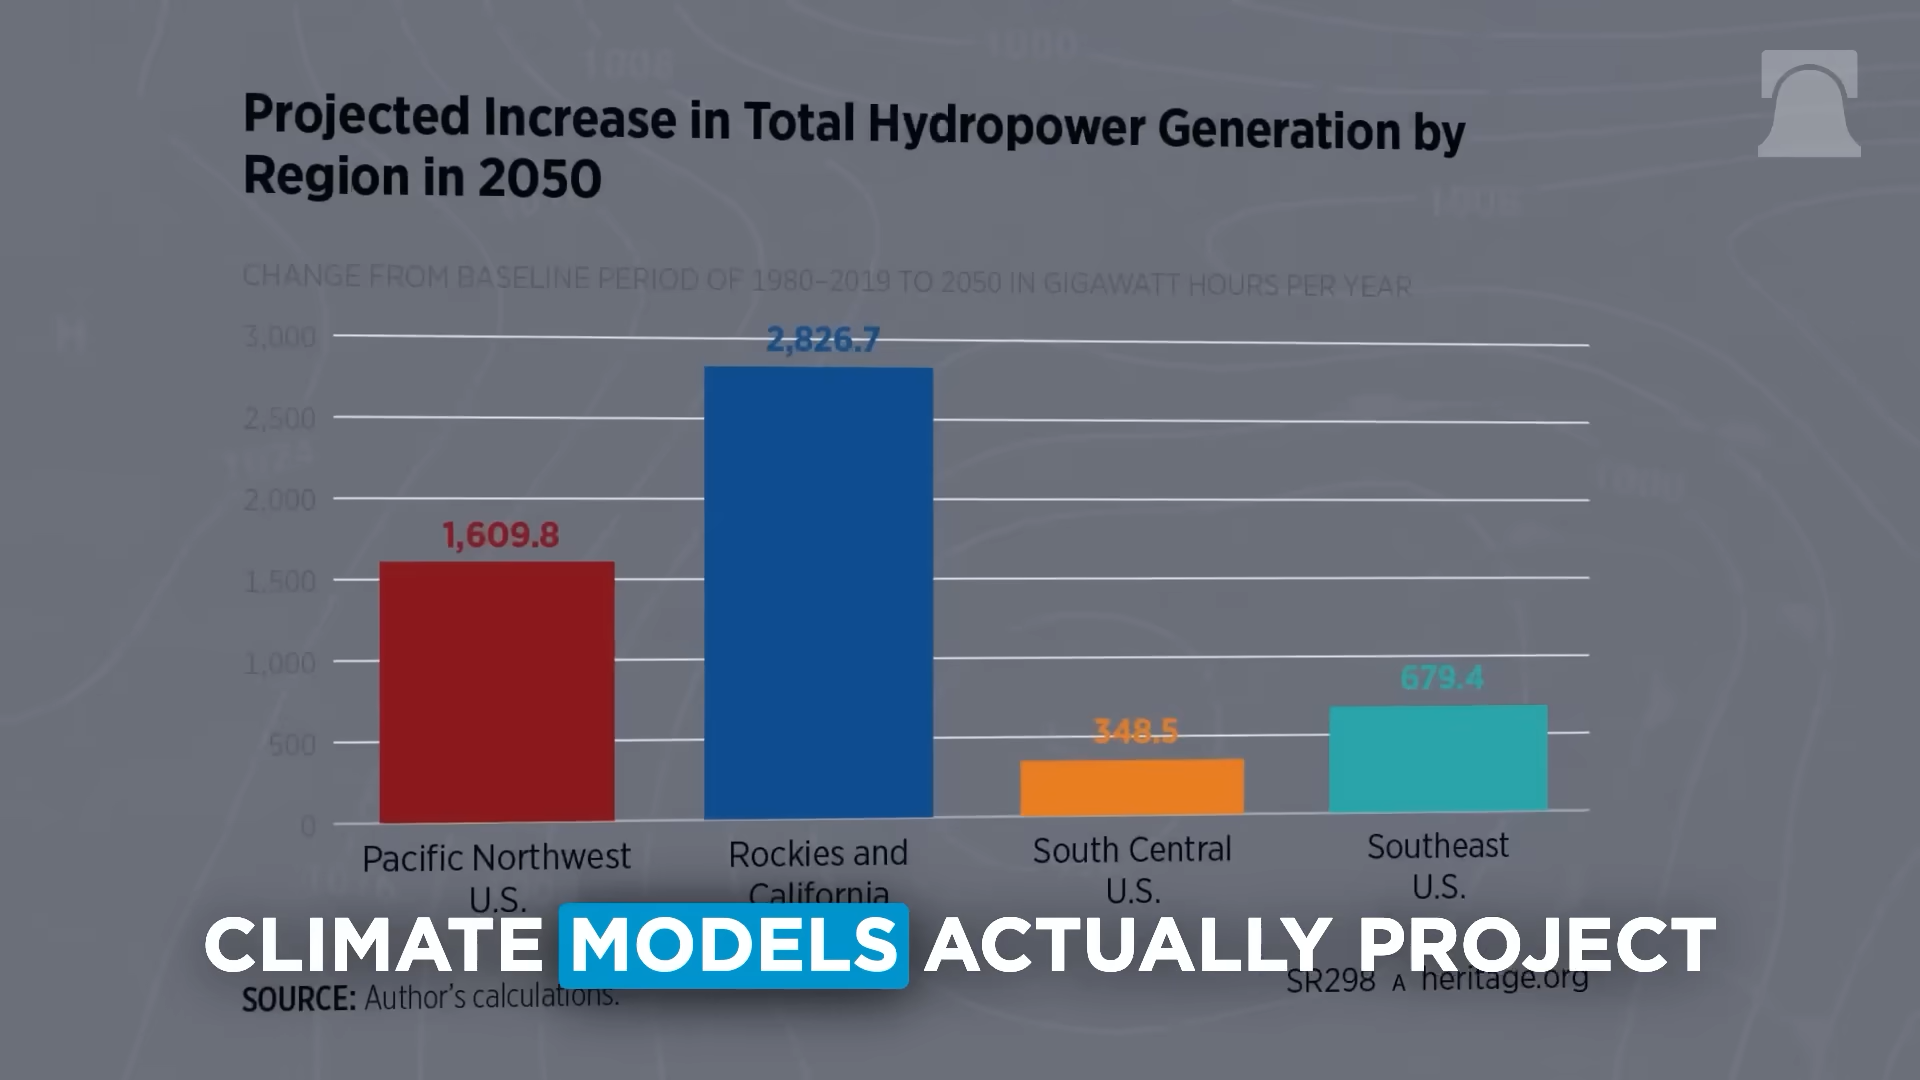 Projected Increase in Total Hydropower Generation by
Region in 2050
CHANGE FROM BASELINE PERIOD OF 1980–2019 TO 2050 IN GIGAWATT HOURS PER YEAR
3,000
2,500
2,000
1,500
1,000
500
0
1,609.8
2,826.7
348.5
679.4
Pacific Northwest
U.S.
Rockies and
California
South Central
U.S.
Southeast
U.S.
CLIMATE MODELS ACTUALLY PROJECT
SOURCE: Author's calculations.
SR298 A heritage.org